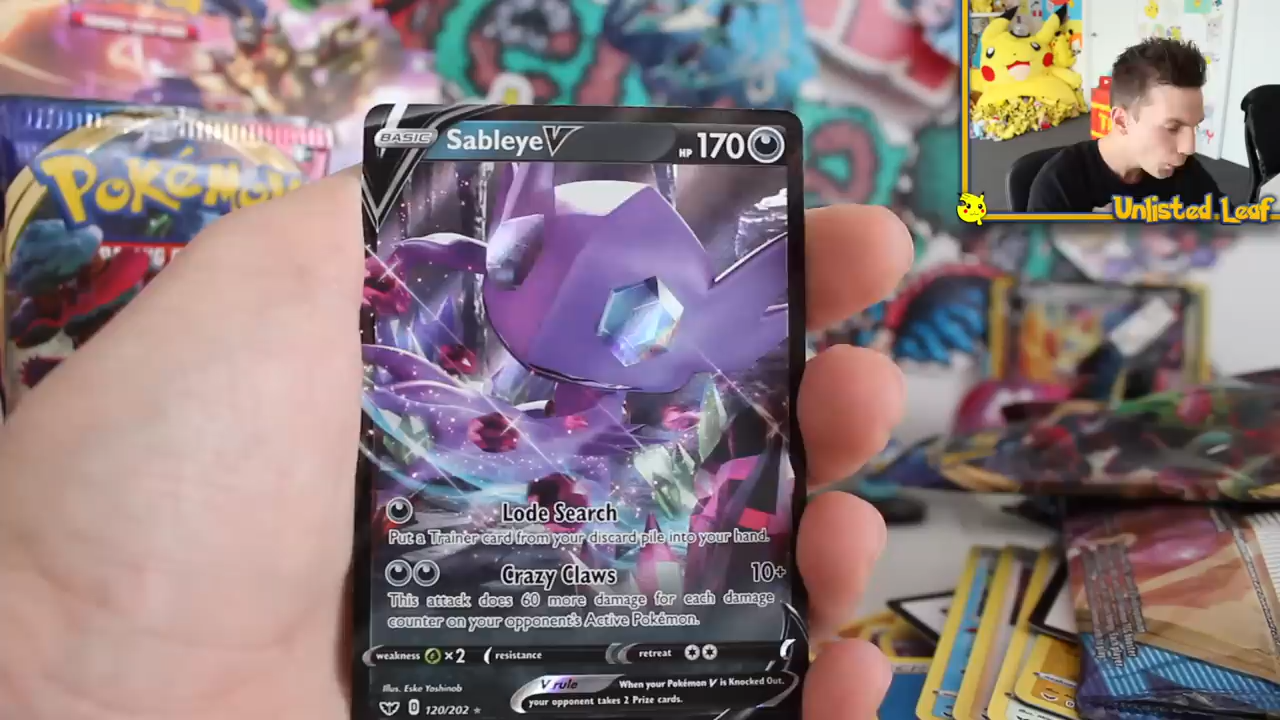 BASIC
Sableye V
HP 170
Lode Search
Put a Trainer card from your discard pile into your hand.
Crazy Claws 10+
This attack does 60 more damage for each damage
counter on your opponent's Active Pokémon.
weakness ×2 resistance retreat
V rule When your Pokémon V is Knocked Out,
your opponent takes 2 Prize cards.
Illus. Eske Yoshinob
D 120/202
Pokémon
Unlisted Leaf